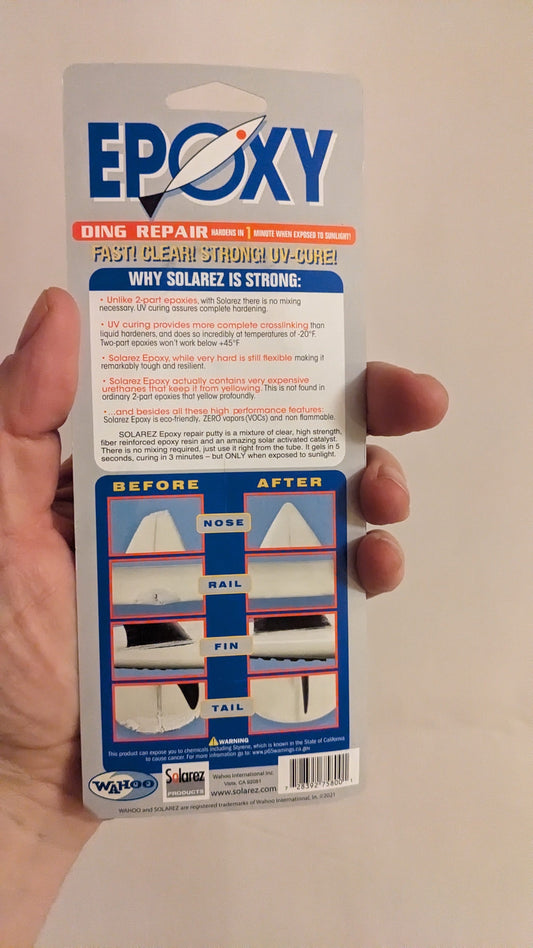 EPOXY
DING REPAIR HARDENS IN 1 MINUTE WHEN EXPOSED TO SUNLIGHT!
FAST! CLEAR! STRONG! UV-CURE!
WHY SOLAREZ IS STRONG:
• Unlike 2-part epoxies, with Solarez there is no mixing
necessary. UV curing assures complete hardening.
• UV curing provides more complete crosslinking than
liquid hardeners, and does so incredibly at temperatures of -20°F.
Two-part epoxies won't work below +45°F
• Solarez Epoxy, while very hard is still flexible making it
remarkably tough and resilient.
• Solarez Epoxy actually contains very expensive
urethanes that keep it from yellowing. This is not found in
ordinary 2-part epoxies that yellow profoundly.
•...and besides all these high performance features:
Solarez Epoxy is eco-friendly, ZERO vapors (VOCs) and non flammable.
SOLAREZ Epoxy repair putty is a mixture of clear, high strength,
fiber reinforced epoxy resin and an amazing solar activated catalyst.
There is no mixing required, just use it right from the tube. It gels in 5
seconds, curing in 3 minutes – but ONLY when exposed to sunlight.
BEFORE AFTER
NOSE
RAIL
FIN
TAIL
WARNING
This product can expose you to chemicals including Styrene, which is known in the State of California
to cause cancer. For more information go to: www.p65warnings.ca.gov
WAHOO
Solarez
PRODUCTS
Wahoo International Inc.
Vista, CA 92081
www.solarez.com
7 28392 75800 1
WAHOO and SOLAREZ are registered trademarks of Wahoo International, In. ©2021